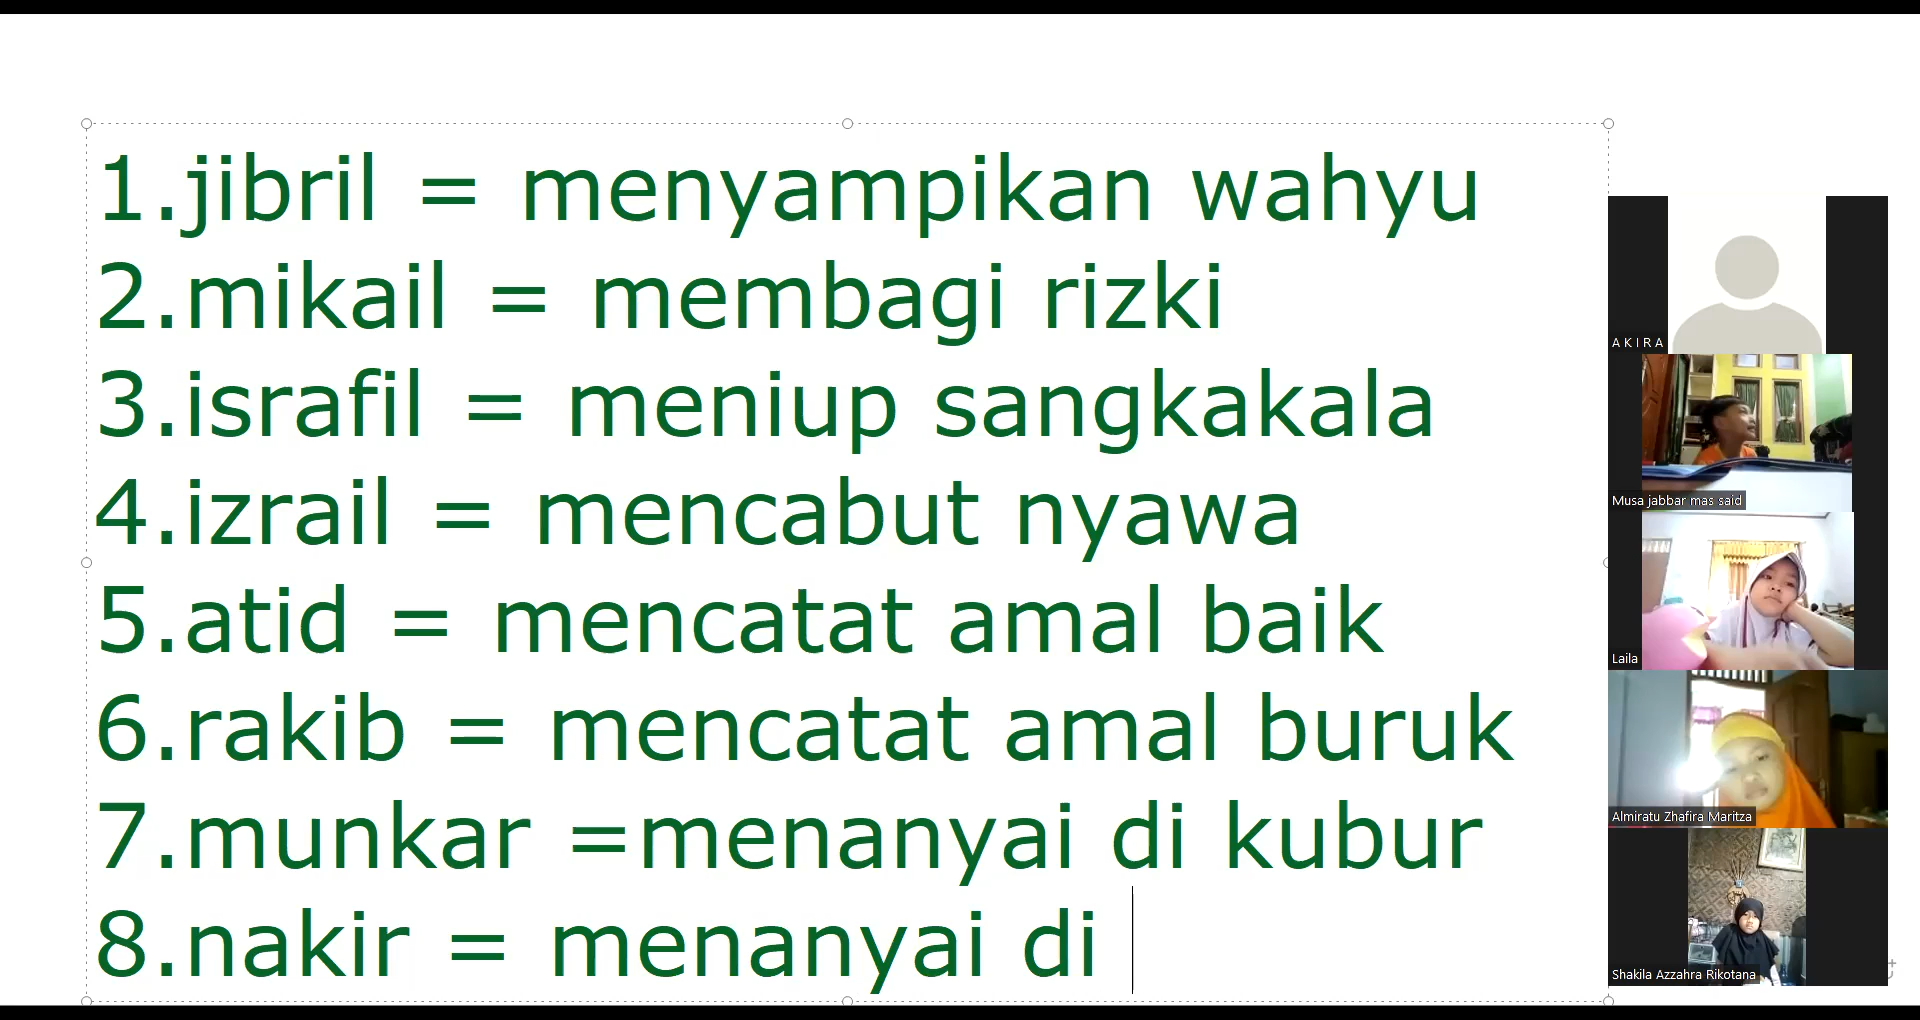 1.jibril = menyampikan wahyu
2.mikail = membagi rizki
3.israfil = meniup sangkakala
4.izrail = mencabut nyawa
5.atid = mencatat amal baik
6.rakib = mencatat amal buruk
7.munkar =menanyai di kubur
8.nakir = menanyai di
A K I R A
Musa jabbar mas said
Laila
Almiratu Zhafira Maritza
Shakila Azzahra Rikotana